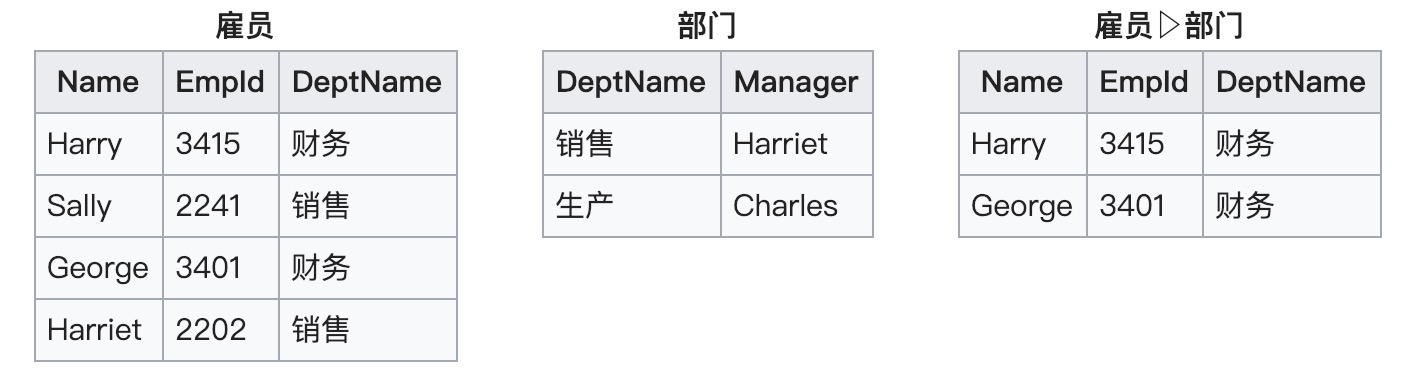 雇员
Name EmpId DeptName
Harry 3415 财务
Sally 2241 销售
George 3401 财务
Harriet 2202 销售
部门
DeptName Manager
销售 Harriet
生产 Charles
雇员▷部门
Name EmpId DeptName
Harry 3415 财务
George 3401 财务